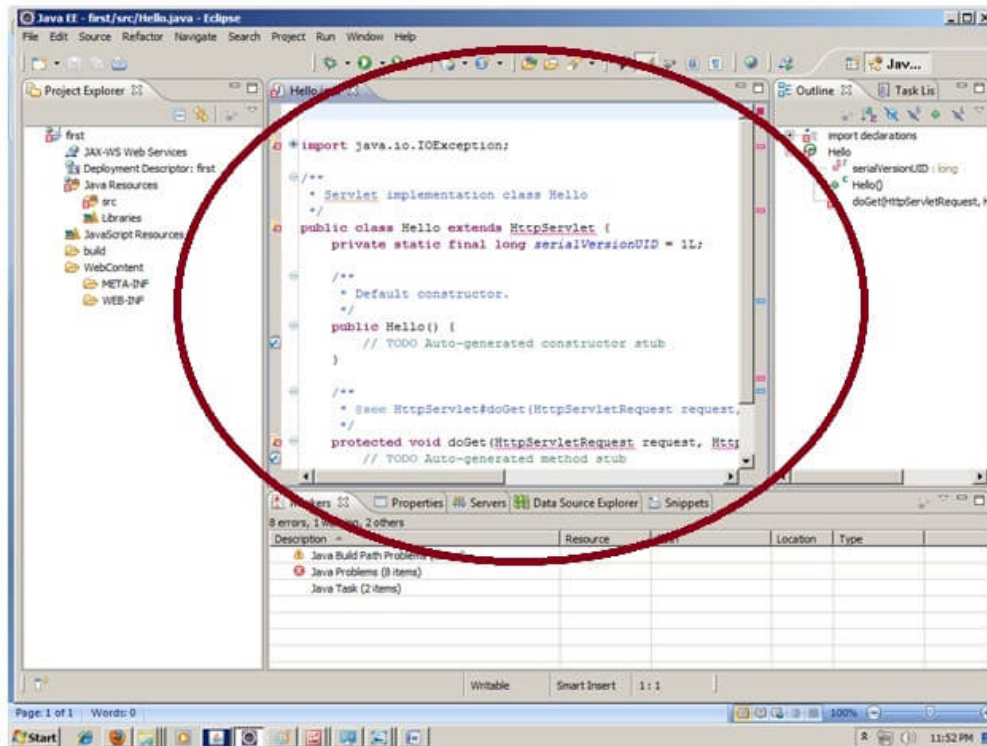 Java EE - first/src/Hello.java - Eclipse
File Edit Source Refactor Navigate Search Project Run Window Help
Jav...
Project Explorer
first
JAX-WS Web Services
Deployment Descriptor: first
Java Resources
src
Libraries
JavaScript Resources
build
WebContent
META-INF
WEB-INF
import java.io.IOException;
/**
* Servlet implementation class Hello
*/
public class Hello extends HttpServlet {
private static final long serialVersionUID = 1L;
/**
* Default constructor.
*/
public Hello() {
// TODO Auto-generated constructor stub
}
/**
* @see HttpServlet#doGet(HttpServletRequest request,
*/
protected void doGet(HttpServletRequest request, Http
// TODO Auto-generated method stub
Outline Task Lis
import declarations
Hello
serialVersionUID : long
Hello()
doGet(HttpServletRequest, H
Markers Properties Servers Data Source Explorer Snippets
8 errors, 1 warning, 2 others
Description Resource Location Type
Java Build Path Problems
Java Problems (8 items)
Java Task (2 items)
Writable Smart Insert 1 : 1
Page: 1 of 1 Words: 0 100%
Start 11:52 PM